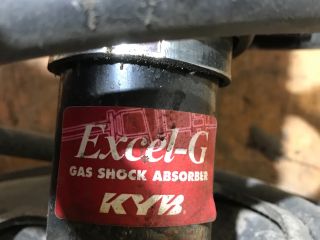 Excel-G
GAS SHOCK ABSORBER
KYB